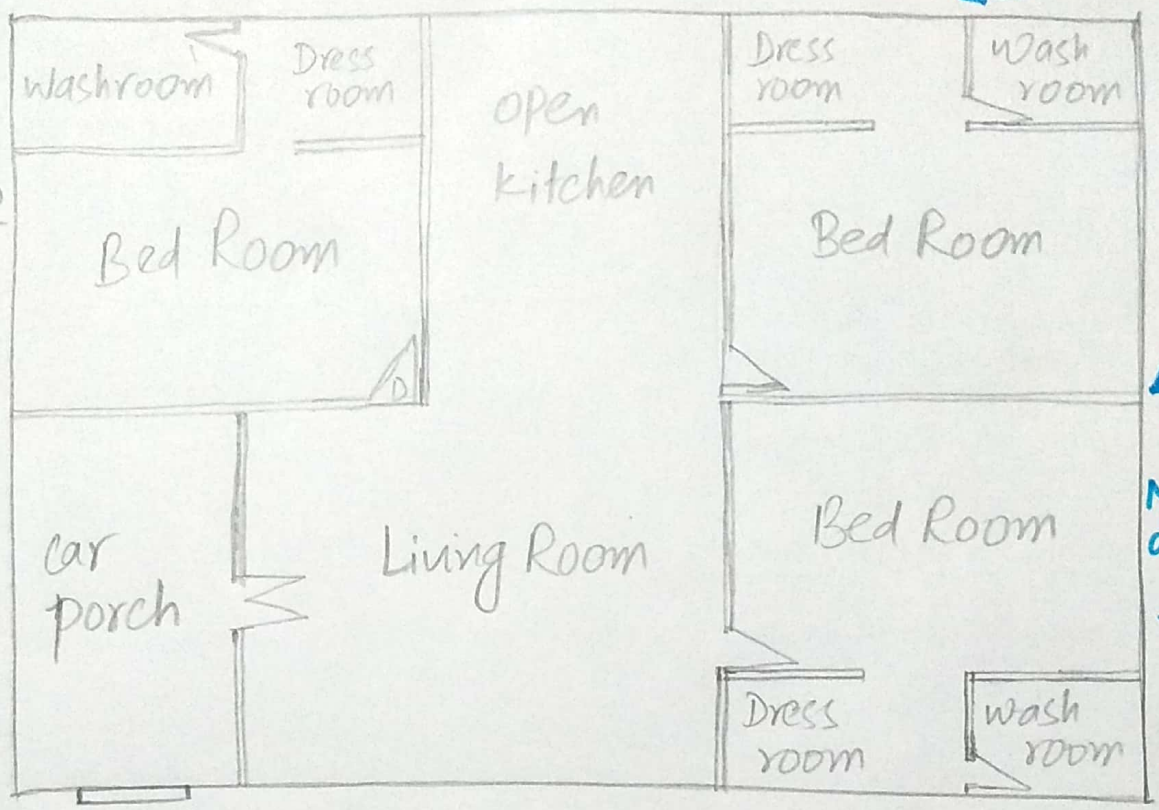 Washroom
Dress
room
open
kitchen
Dress
room
Wash
room
Bed Room
Bed Room
D
car
porch
Living Room
Bed Room
Dress
room
Wash
room